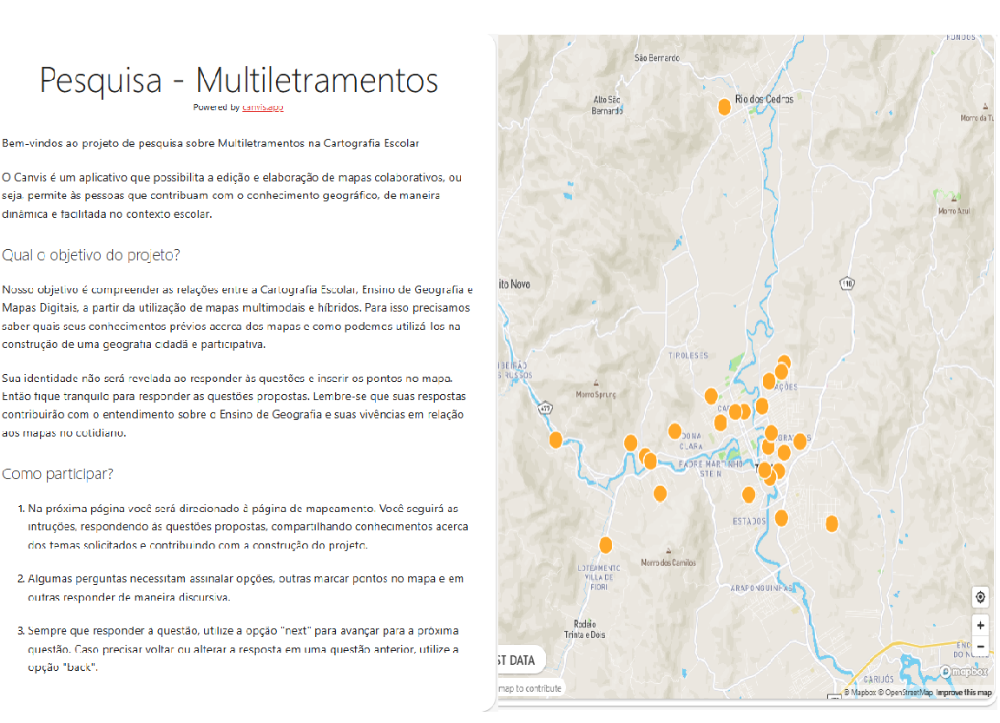 Pesquisa - Multiletramentos
Powered by canvis.app
Bem-vindos ao projeto de pesquisa sobre Multiletramentos na Cartografia Escolar
O Canvis é um aplicativo que possibilita a edição e elaboração de mapas colaborativos, ou
seja, permite às pessoas que contribuam com o conhecimento geográfico, de maneira
dinâmica e facilitada no contexto escolar.
Qual o objetivo do projeto?
Nosso objetivo é compreender as relações entre a Cartografia Escolar, Ensino de Geografia e
Mapas Digitais, a partir da utilização de mapas multimodais e híbridos. Para isso precisamos
saber quais seus conhecimentos prévios acerca dos mapas e como podemos utilizá-los na
construção de uma geografia cidadã e participativa.
Sua identidade não será revelada ao responder às questões e inserir os pontos no mapa.
Então fique tranquilo para responder as questões propostas. Lembre-se que suas respostas
contribuirão com o entendimento sobre o Ensino de Geografia e suas vivências em relação
aos mapas no cotidiano.
Como participar?
1. Na próxima página você será direcionado à página de mapeamento. Você seguirá as
intruções, respondendo às questões propostas, compartilhando conhecimentos acerca
dos temas solicitados e contribuindo com a construção do projeto.
2. Algumas perguntas necessitam assinalar opções, outras marcar pontos no mapa e em
outras responder de maneira discursiva.
3. Sempre que responder a questão, utilize a opção "next" para avançar para a próxima
questão. Caso precisar voltar ou alterar a resposta em uma questão anterior, utilize a
opção "back".
FUNDOS
São Bernardo
Alto São
Bernardo
Rio dos Cedros
Morro da Tu
Morro Azul
ito Novo
110
TIROLESES
BEIRÃO
S RUSSOS
AÇÕES
Morro Sprung
477
CA
DONA
CLARA
GRA
PADRE MARTINHO
STEIN
T
ESTADOS
Morro dos Camilos
LOTEAMENTO
VILLA DE
FIORI
ARAPONGUINHAS
Rodeio
Trinta e Dois
ENC
DO N
ST DATA
map to contribute
CARIJÓS
mapbox
© Mapbox © OpenStreetMap Improve this map